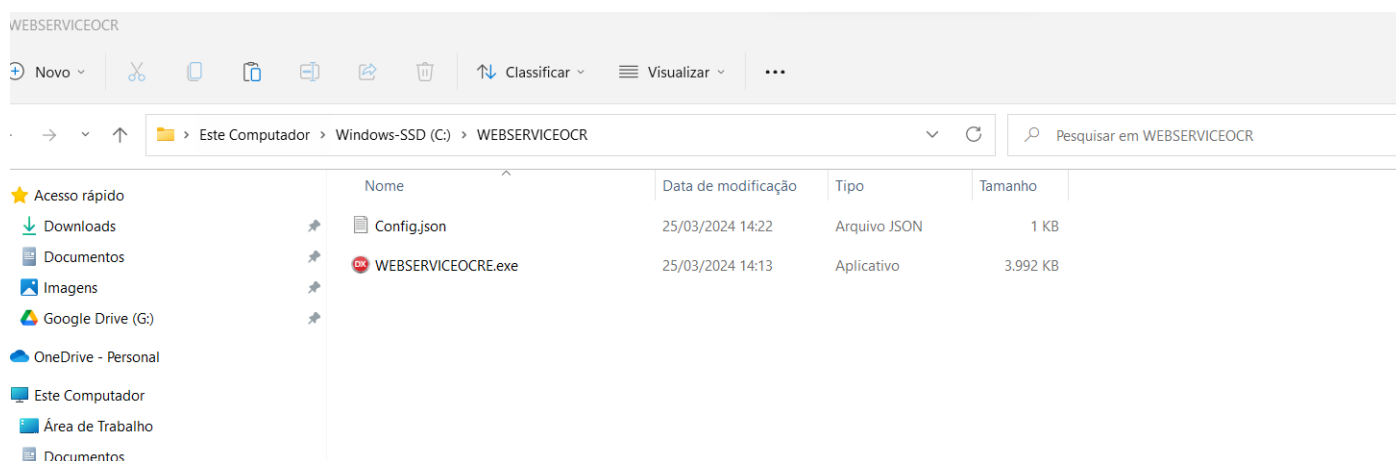 WEBSERVICEOCR
Novo
Classificar
Visualizar
Este Computador > Windows-SSD (C:) > WEBSERVICEOCR
Pesquisar em WEBSERVICEOCR
Nome Data de modificação Tipo Tamanho
Acesso rápido
Downloads
Documentos
Imagens
Google Drive (G:)
OneDrive - Personal
Este Computador
Área de Trabalho
Documentos
Config.json 25/03/2024 14:22 Arquivo JSON 1 KB
DX WEBSERVICEOCRE.exe 25/03/2024 14:13 Aplicativo 3.992 KB